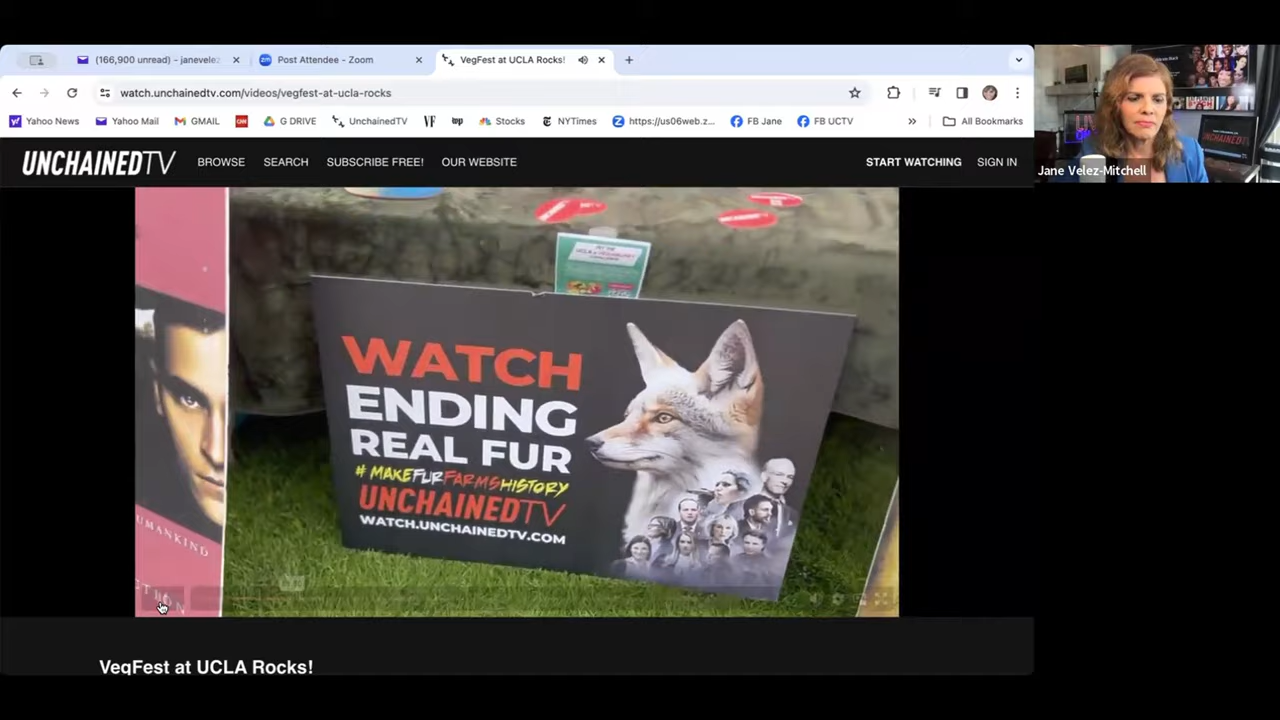 (166,900 unread) - janevelez
Post Attendee - Zoom
VegFest at UCLA Rocks!
watch.unchainedtv.com/videos/vegfest-at-ucla-rocks
Yahoo News
Yahoo Mail
GMAIL
G DRIVE
UnchainedTV
Stocks
NYTimes
https://us06web.z...
FB Jane
FB UCTV
All Bookmarks
Jane Velez-Mitchell
UNCHAINEDTV
BROWSE
SEARCH
SUBSCRIBE FREE!
OUR WEBSITE
START WATCHING
SIGN IN
WATCH
ENDING
REAL FUR
#MAKEFURFARMSHISTORY
UNCHAINEDTV
WATCH.UNCHAINEDTV.COM
UMANKIND
VegFest at UCLA Rocks!